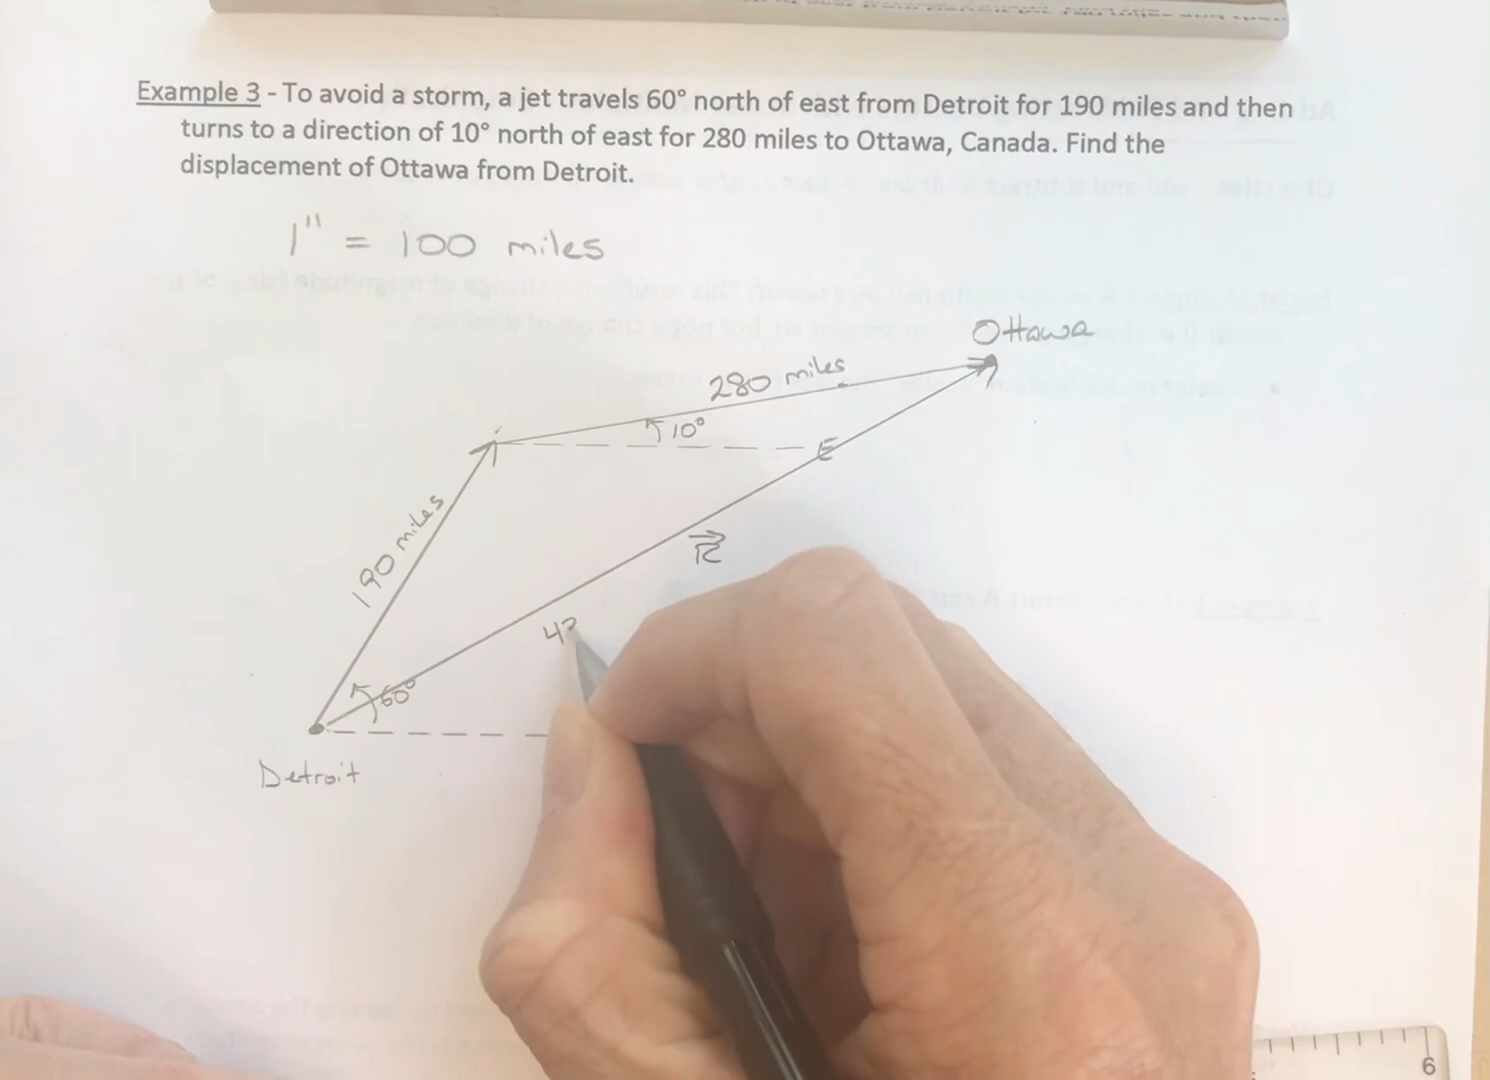 Example 3 - To avoid a storm, a jet travels 60° north of east from Detroit for 190 miles and then
turns to a direction of 10° north of east for 280 miles to Ottawa, Canada. Find the
displacement of Ottawa from Detroit.
1" = 100 miles
Ottawa
280 miles
10°
E
190 miles
R
4
60°
Detroit
6